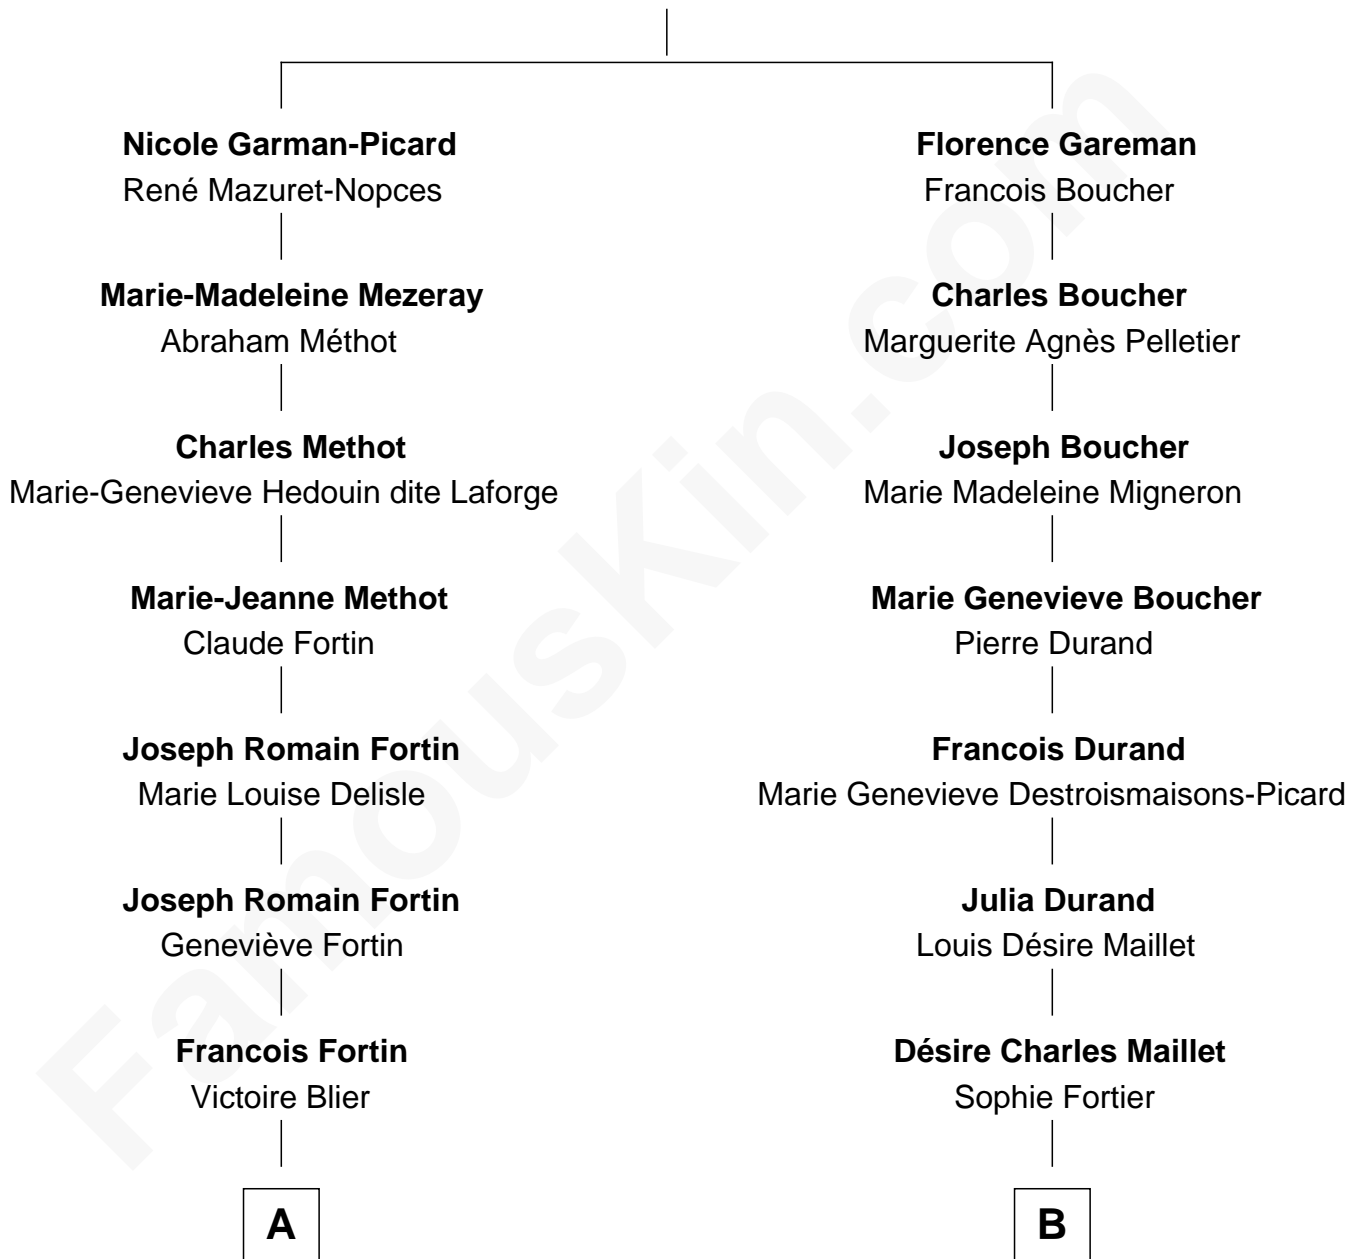 Nicole Garman-Picard
René Mazuret-Nopces
Florence Gareman
Francois Boucher
Marie-Madeleine Mezeray
Abraham Méthot
Charles Boucher
Marguerite Agnès Pelletier
Charles Methot
Marie-Genevieve Hedouin dite Laforge
Joseph Boucher
Marie Madeleine Migneron
Marie-Jeanne Methot
Claude Fortin
Marie Genevieve Boucher
Pierre Durand
Joseph Romain Fortin
Marie Louise Delisle
Francois Durand
Marie Genevieve Destroismaisons-Picard
Joseph Romain Fortin
Geneviève Fortin
Julia Durand
Louis Désire Maillet
Francois Fortin
Victoire Blier
Désire Charles Maillet
Sophie Fortier
A
B
FamousKin.com